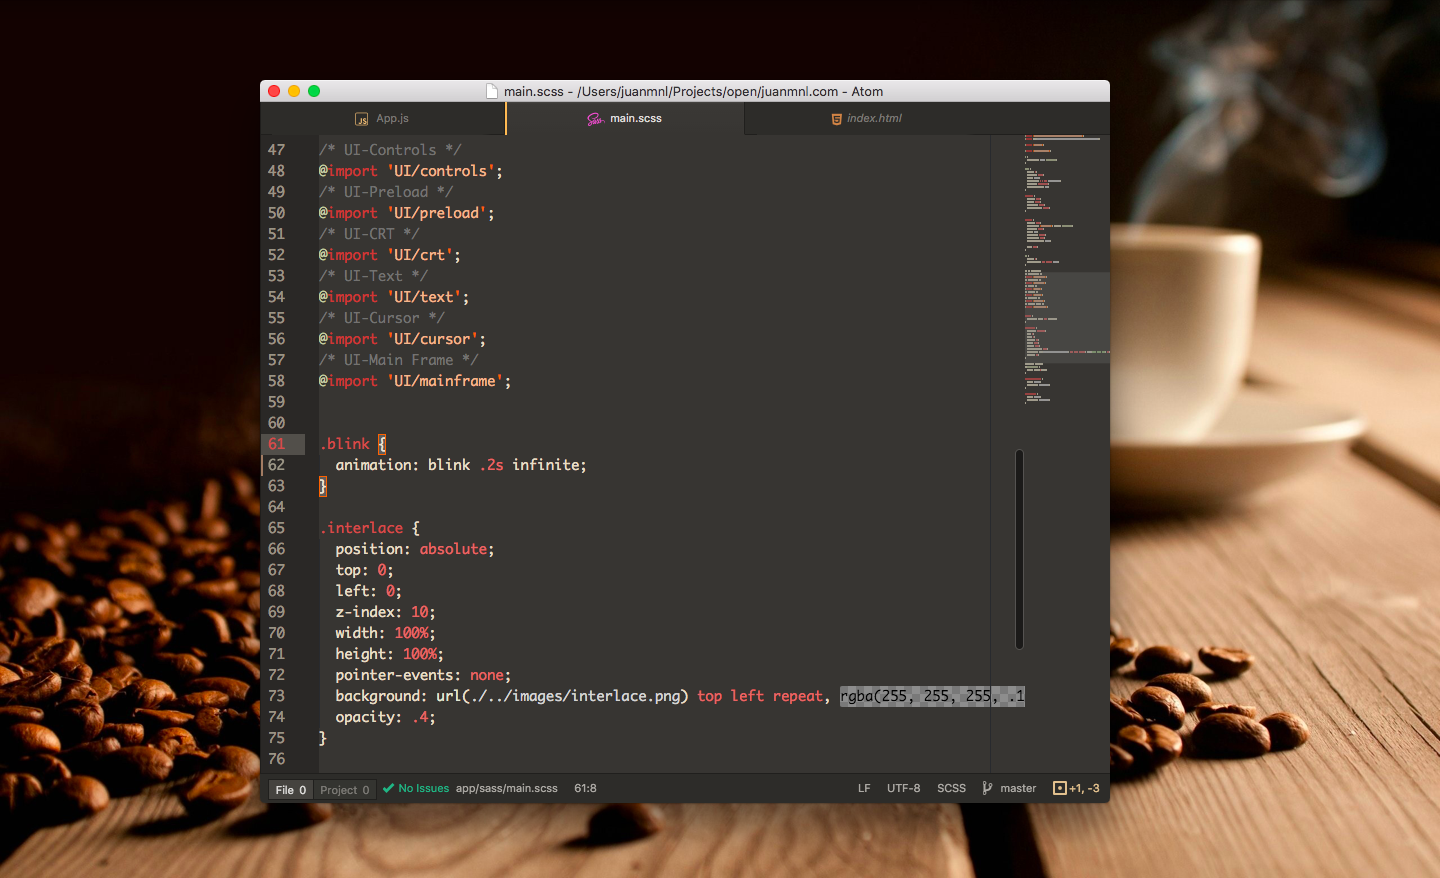 main.scss - /Users/juanmnl/Projects/open/juanmnl.com - Atom
JS App.js
Sass main.scss
index.html
47 /* UI-Controls */
48 @import 'UI/controls';
49 /* UI-Preload */
50 @import 'UI/preload';
51 /* UI-CRT */
52 @import 'UI/crt';
53 /* UI-Text */
54 @import 'UI/text';
55 /* UI-Cursor */
56 @import 'UI/cursor';
57 /* UI-Main Frame */
58 @import 'UI/mainframe';
59
60
61 .blink {
62 animation: blink .2s infinite;
63 }
64
65 .interlace {
66 position: absolute;
67 top: 0;
68 left: 0;
69 z-index: 10;
70 width: 100%;
71 height: 100%;
72 pointer-events: none;
73 background: url(./../images/interlace.png) top left repeat, rgba(255, 255, 255, .1
74 opacity: .4;
75 }
76
File 0 Project 0 No Issues app/sass/main.scss 61:8 LF UTF-8 SCSS master +1, -3